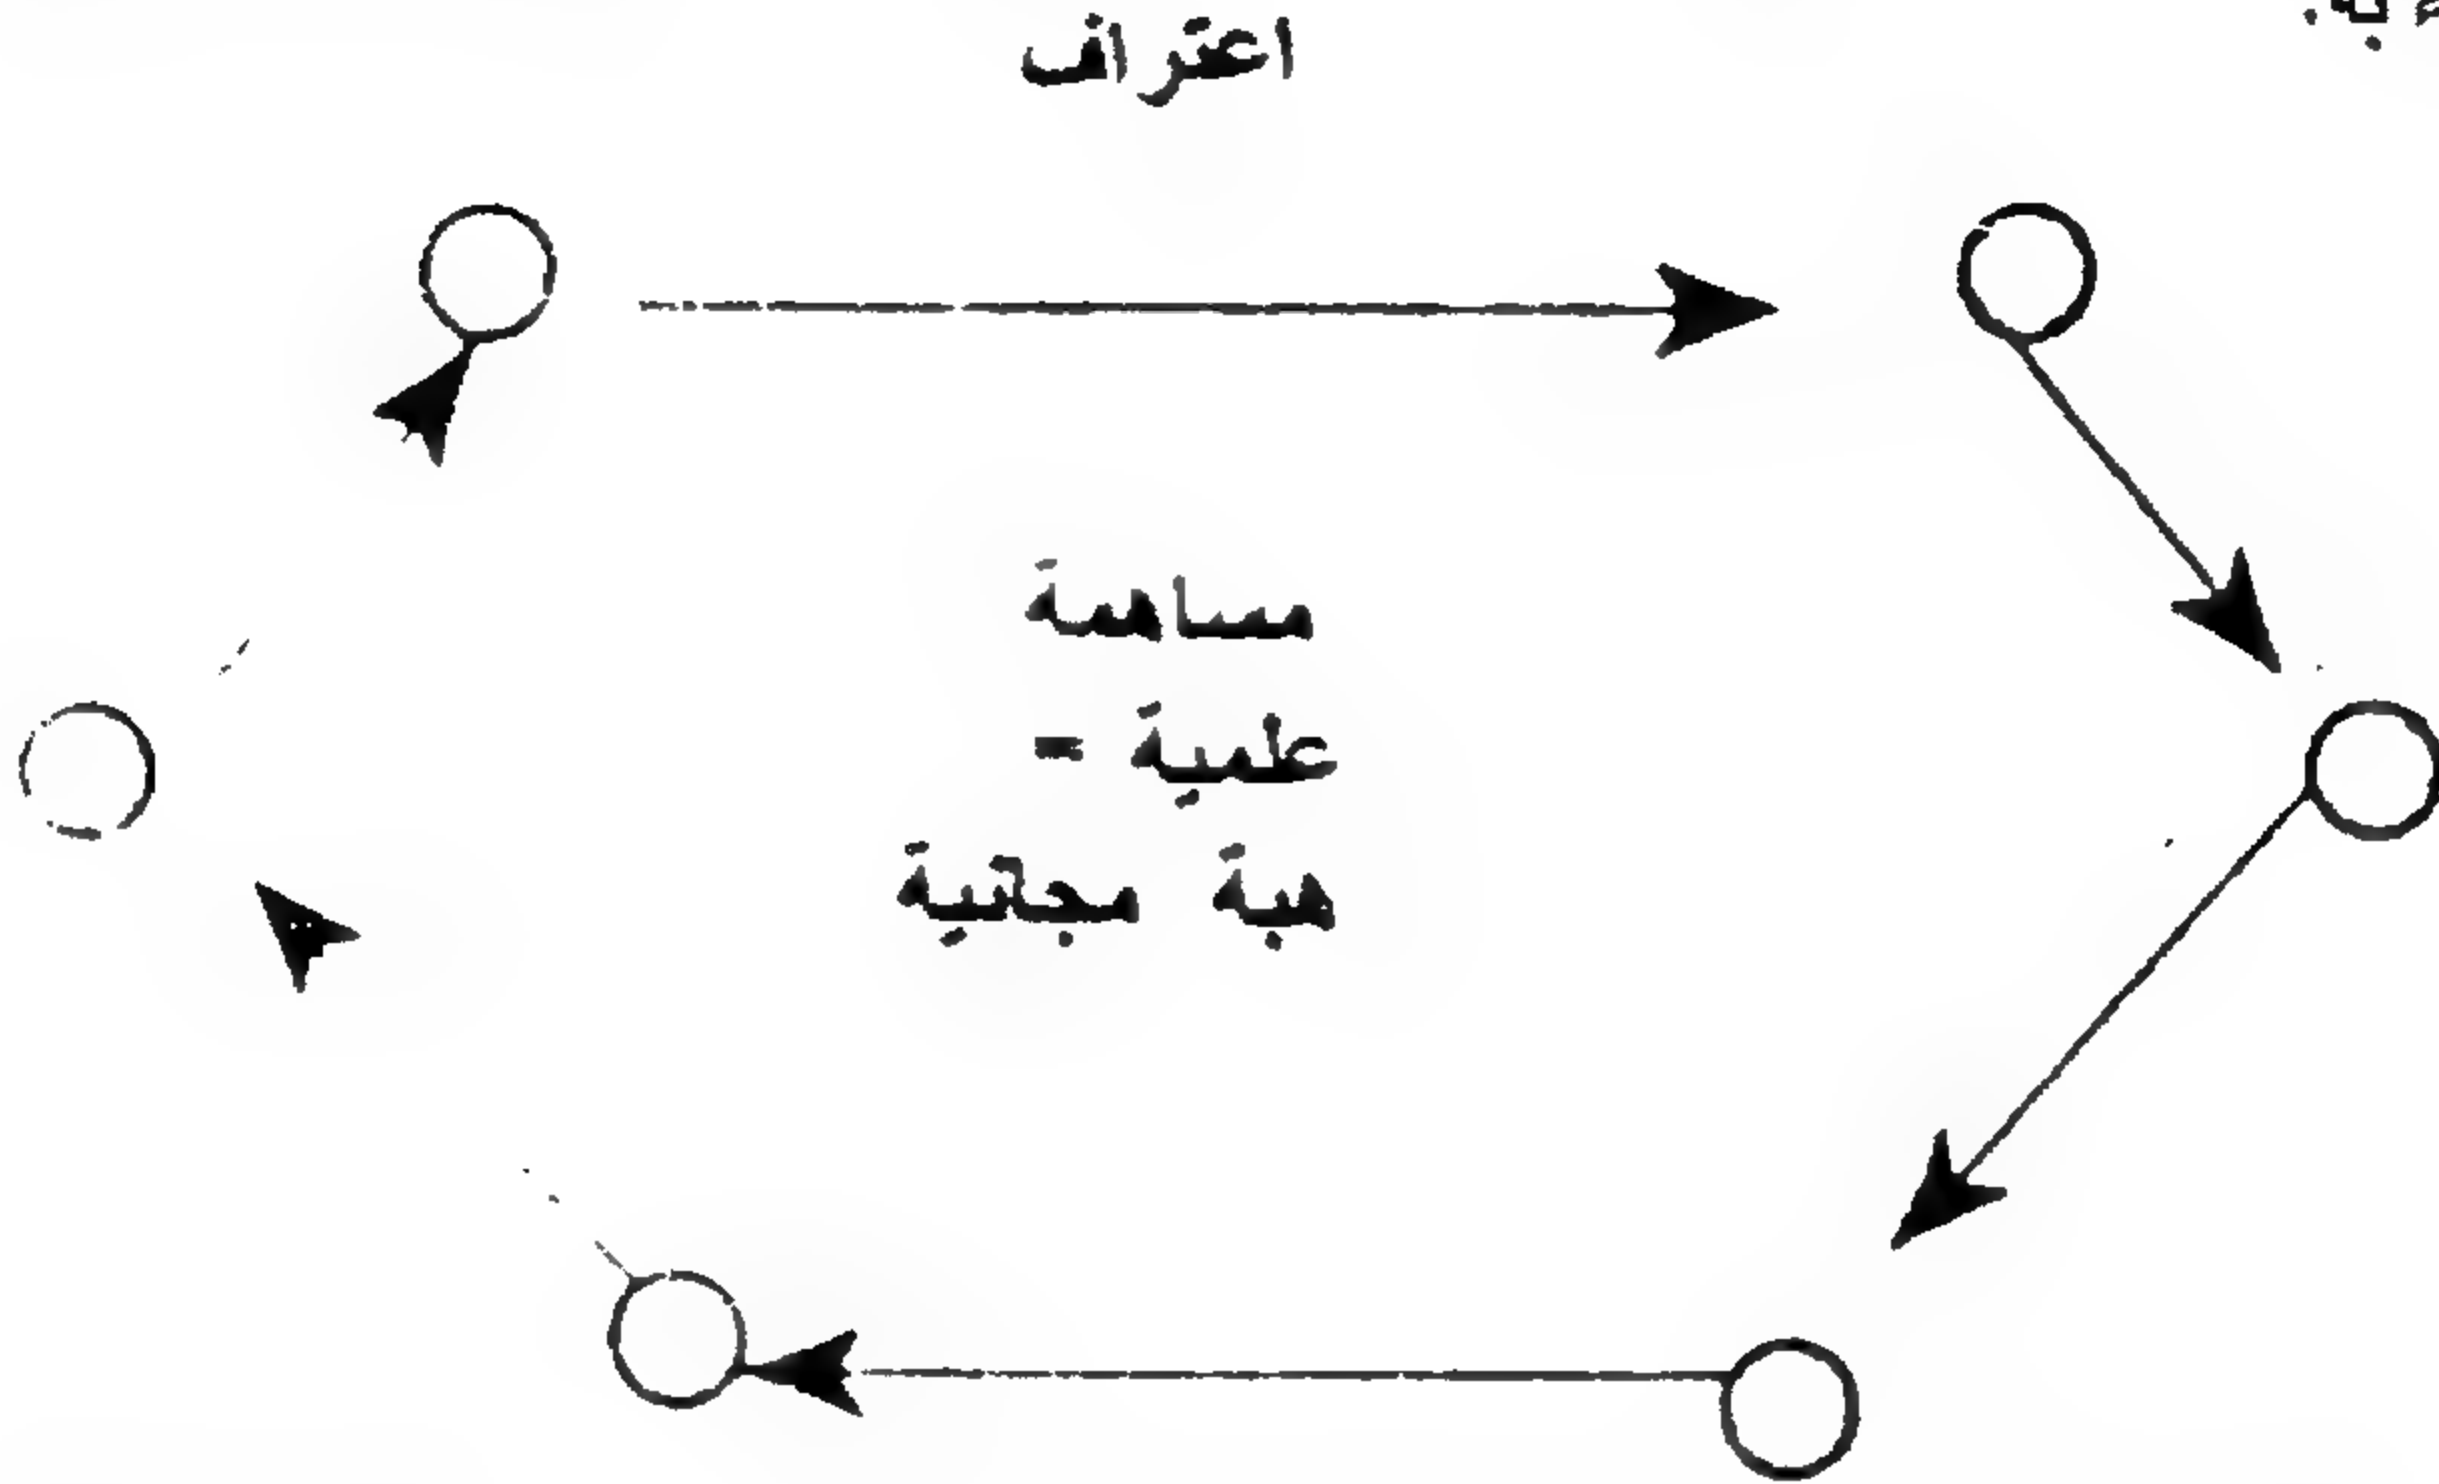 اعتراف
مساهمة
علمية =
هبة مجانية